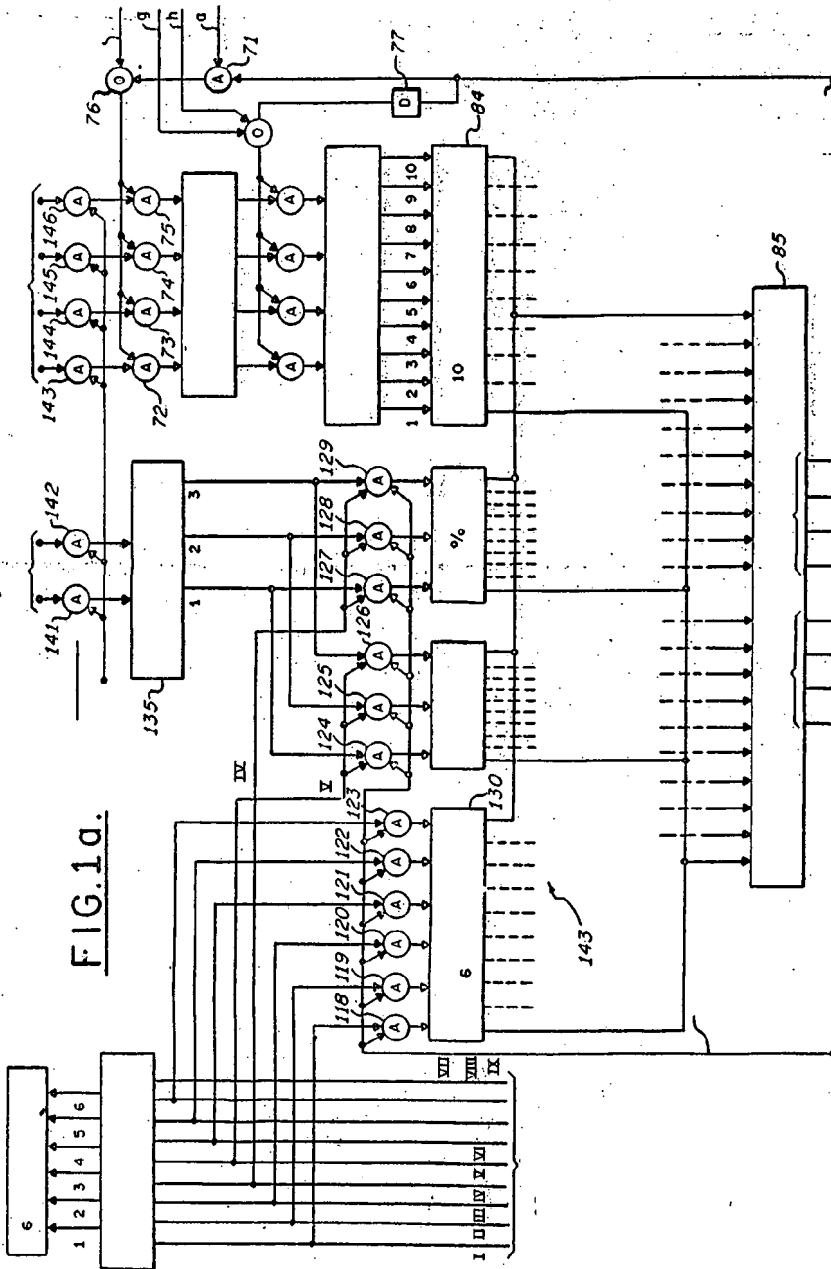 FIG.1a.
76
g
h
a
71
O
A
77
D
O
143
144
145
146
A A A A
72
73
74
75
A A A A
A A A A
84
1 2 3 4 5 6 7 8 9 10
10
141
142
A A
135
1 2 3
IV
V
124
125
126
127
128
129
A A A A A A
%
118
119
120
121
122
123
A A A A A A
130
6
143
85
6
1 2 3 4 5 6
I II III IV V VI VII VIII IX